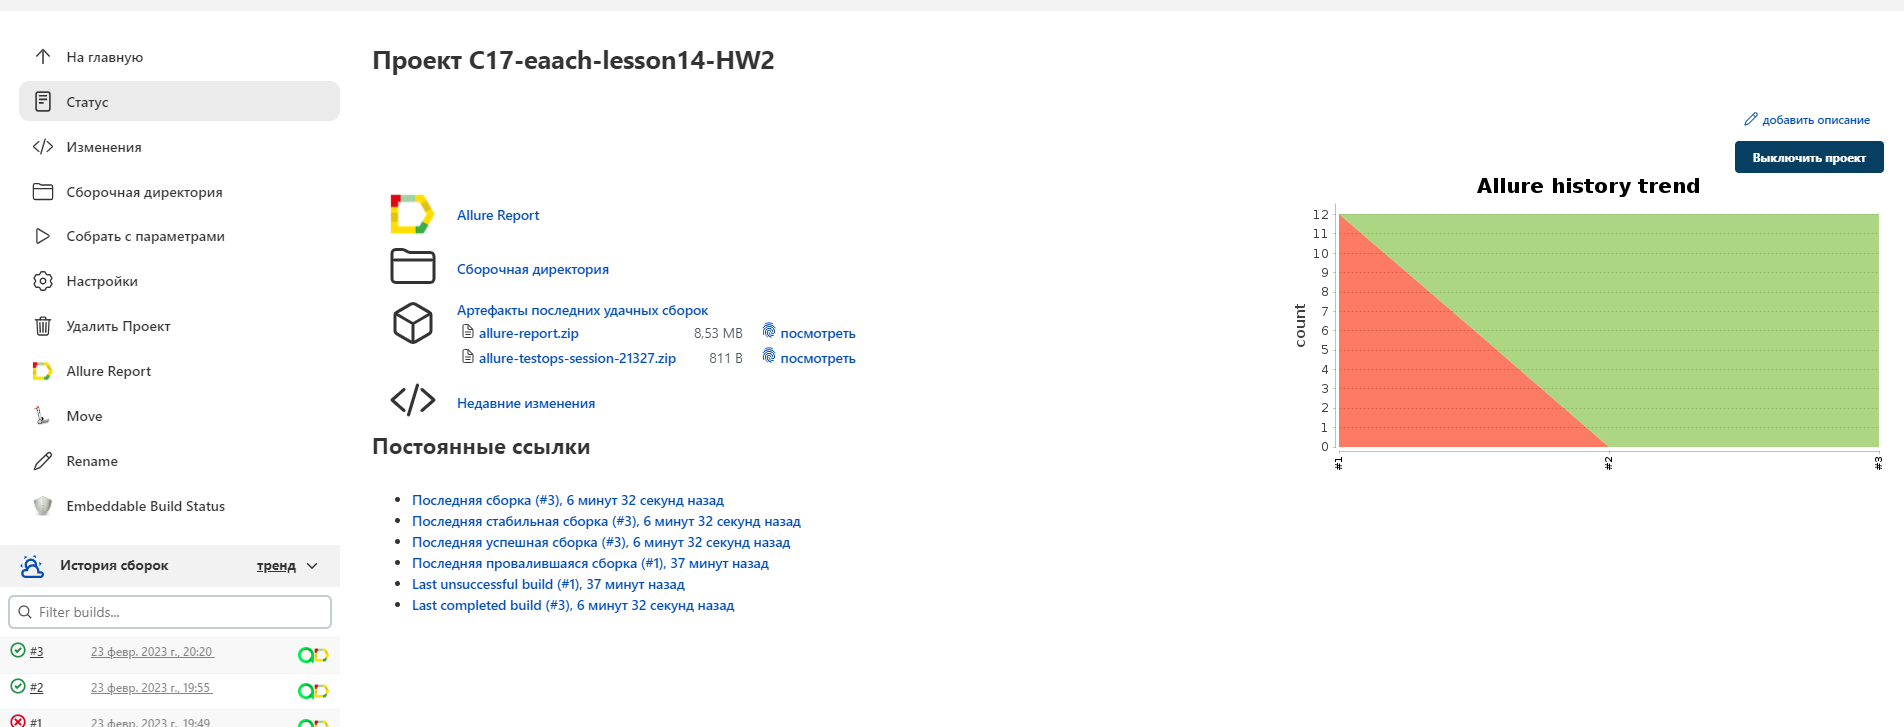 На главную
Статус
Изменения
Сборочная директория
Собрать с параметрами
Настройки
Удалить Проект
Allure Report
Move
Rename
Embeddable Build Status
История сборок
тренд
Filter builds...
#3 23 февр. 2023 г., 20:20
#2 23 февр. 2023 г., 19:55
#1 23 февр. 2023 г., 19:49
Проект C17-eaach-lesson14-HW2
добавить описание
Выключить проект
Allure Report
Сборочная директория
Артефакты последних удачных сборок
allure-report.zip 8,53 MB посмотреть
allure-testops-session-21327.zip 811 B посмотреть
Недавние изменения
Постоянные ссылки
Последняя сборка (#3), 6 минут 32 секунд назад
Последняя стабильная сборка (#3), 6 минут 32 секунд назад
Последняя успешная сборка (#3), 6 минут 32 секунд назад
Последняя провалившаяся сборка (#1), 37 минут назад
Last unsuccessful build (#1), 37 минут назад
Last completed build (#3), 6 минут 32 секунд назад
Allure history trend
count
12
11
10
9
8
7
6
5
4
3
2
1
0
#1
#2
#3